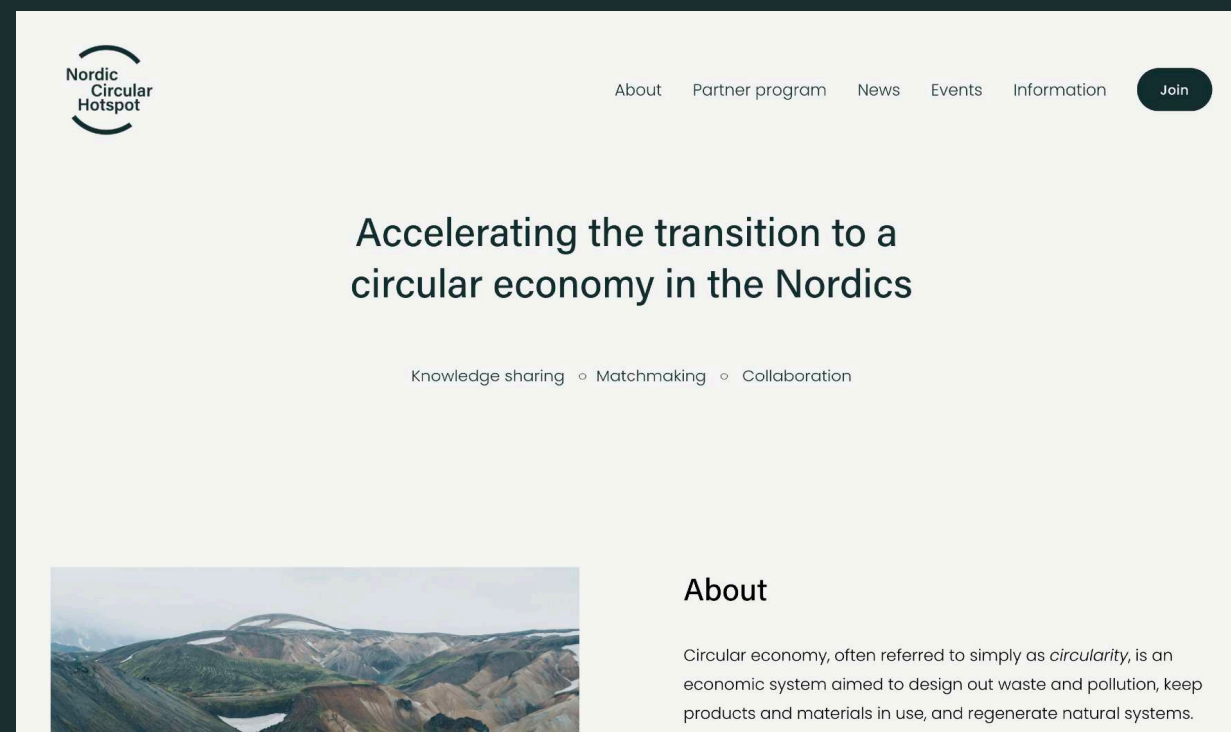 Nordic
Circular
Hotspot
About
Partner program
News
Events
Information
Join
Accelerating the transition to a
circular economy in the Nordics
Knowledge sharing ○ Matchmaking ○ Collaboration
About
Circular economy, often referred to simply as circularity, is an
economic system aimed to design out waste and pollution, keep
products and materials in use, and regenerate natural systems.